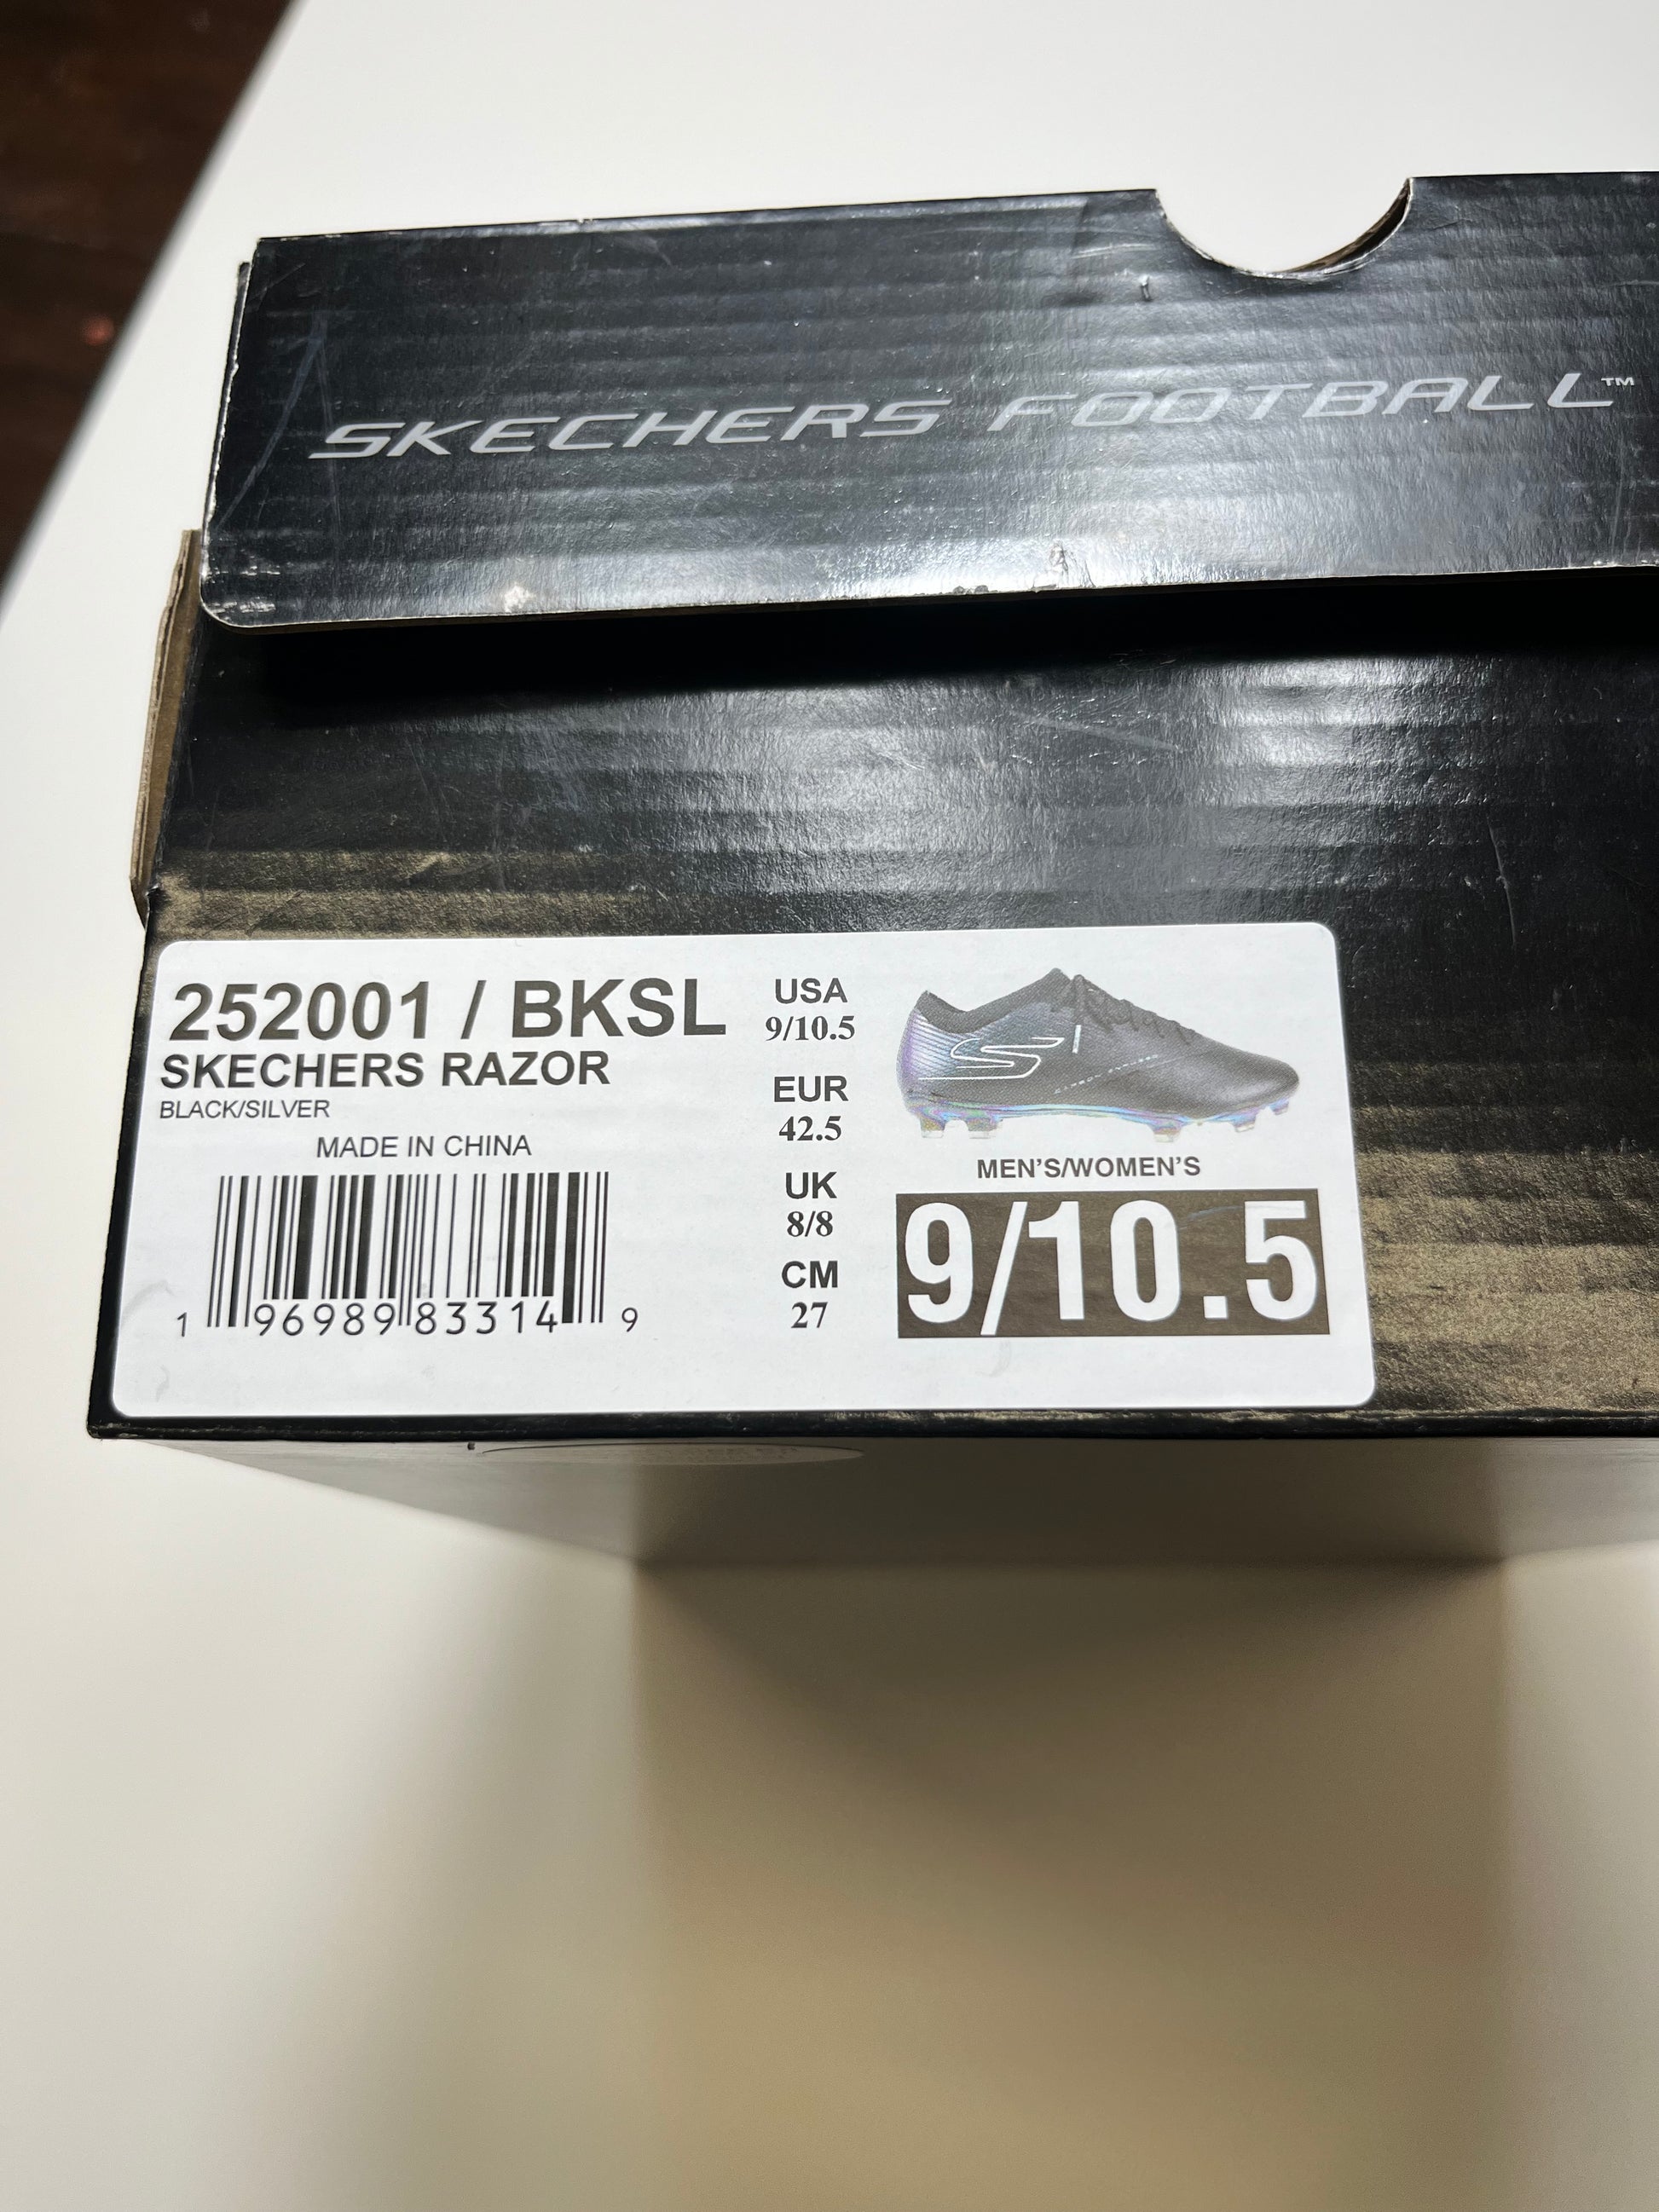 SKECHERS FOOTBALL™
252001 / BKSL
SKECHERS RAZOR
BLACK/SILVER
MADE IN CHINA
1 96989 83314 9
USA
9/10.5
EUR
42.5
UK
8/8
CM
27
MEN'S/WOMEN'S
9/10.5